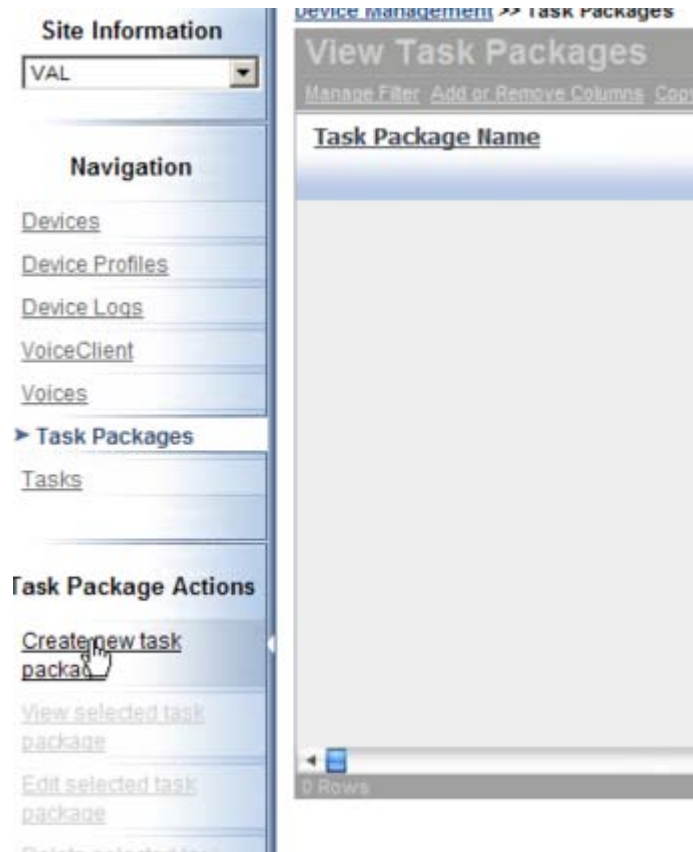 Site Information
VAL
Navigation
Devices
Device Profiles
Device Logs
VoiceClient
Voices
Task Packages
Tasks
Task Package Actions
Create new task
package
View selected task
package
Edit selected task
package
Device Management >> Task Packages
View Task Packages
Manage Filter Add or Remove Columns Copy
Task Package Name
0 Rows